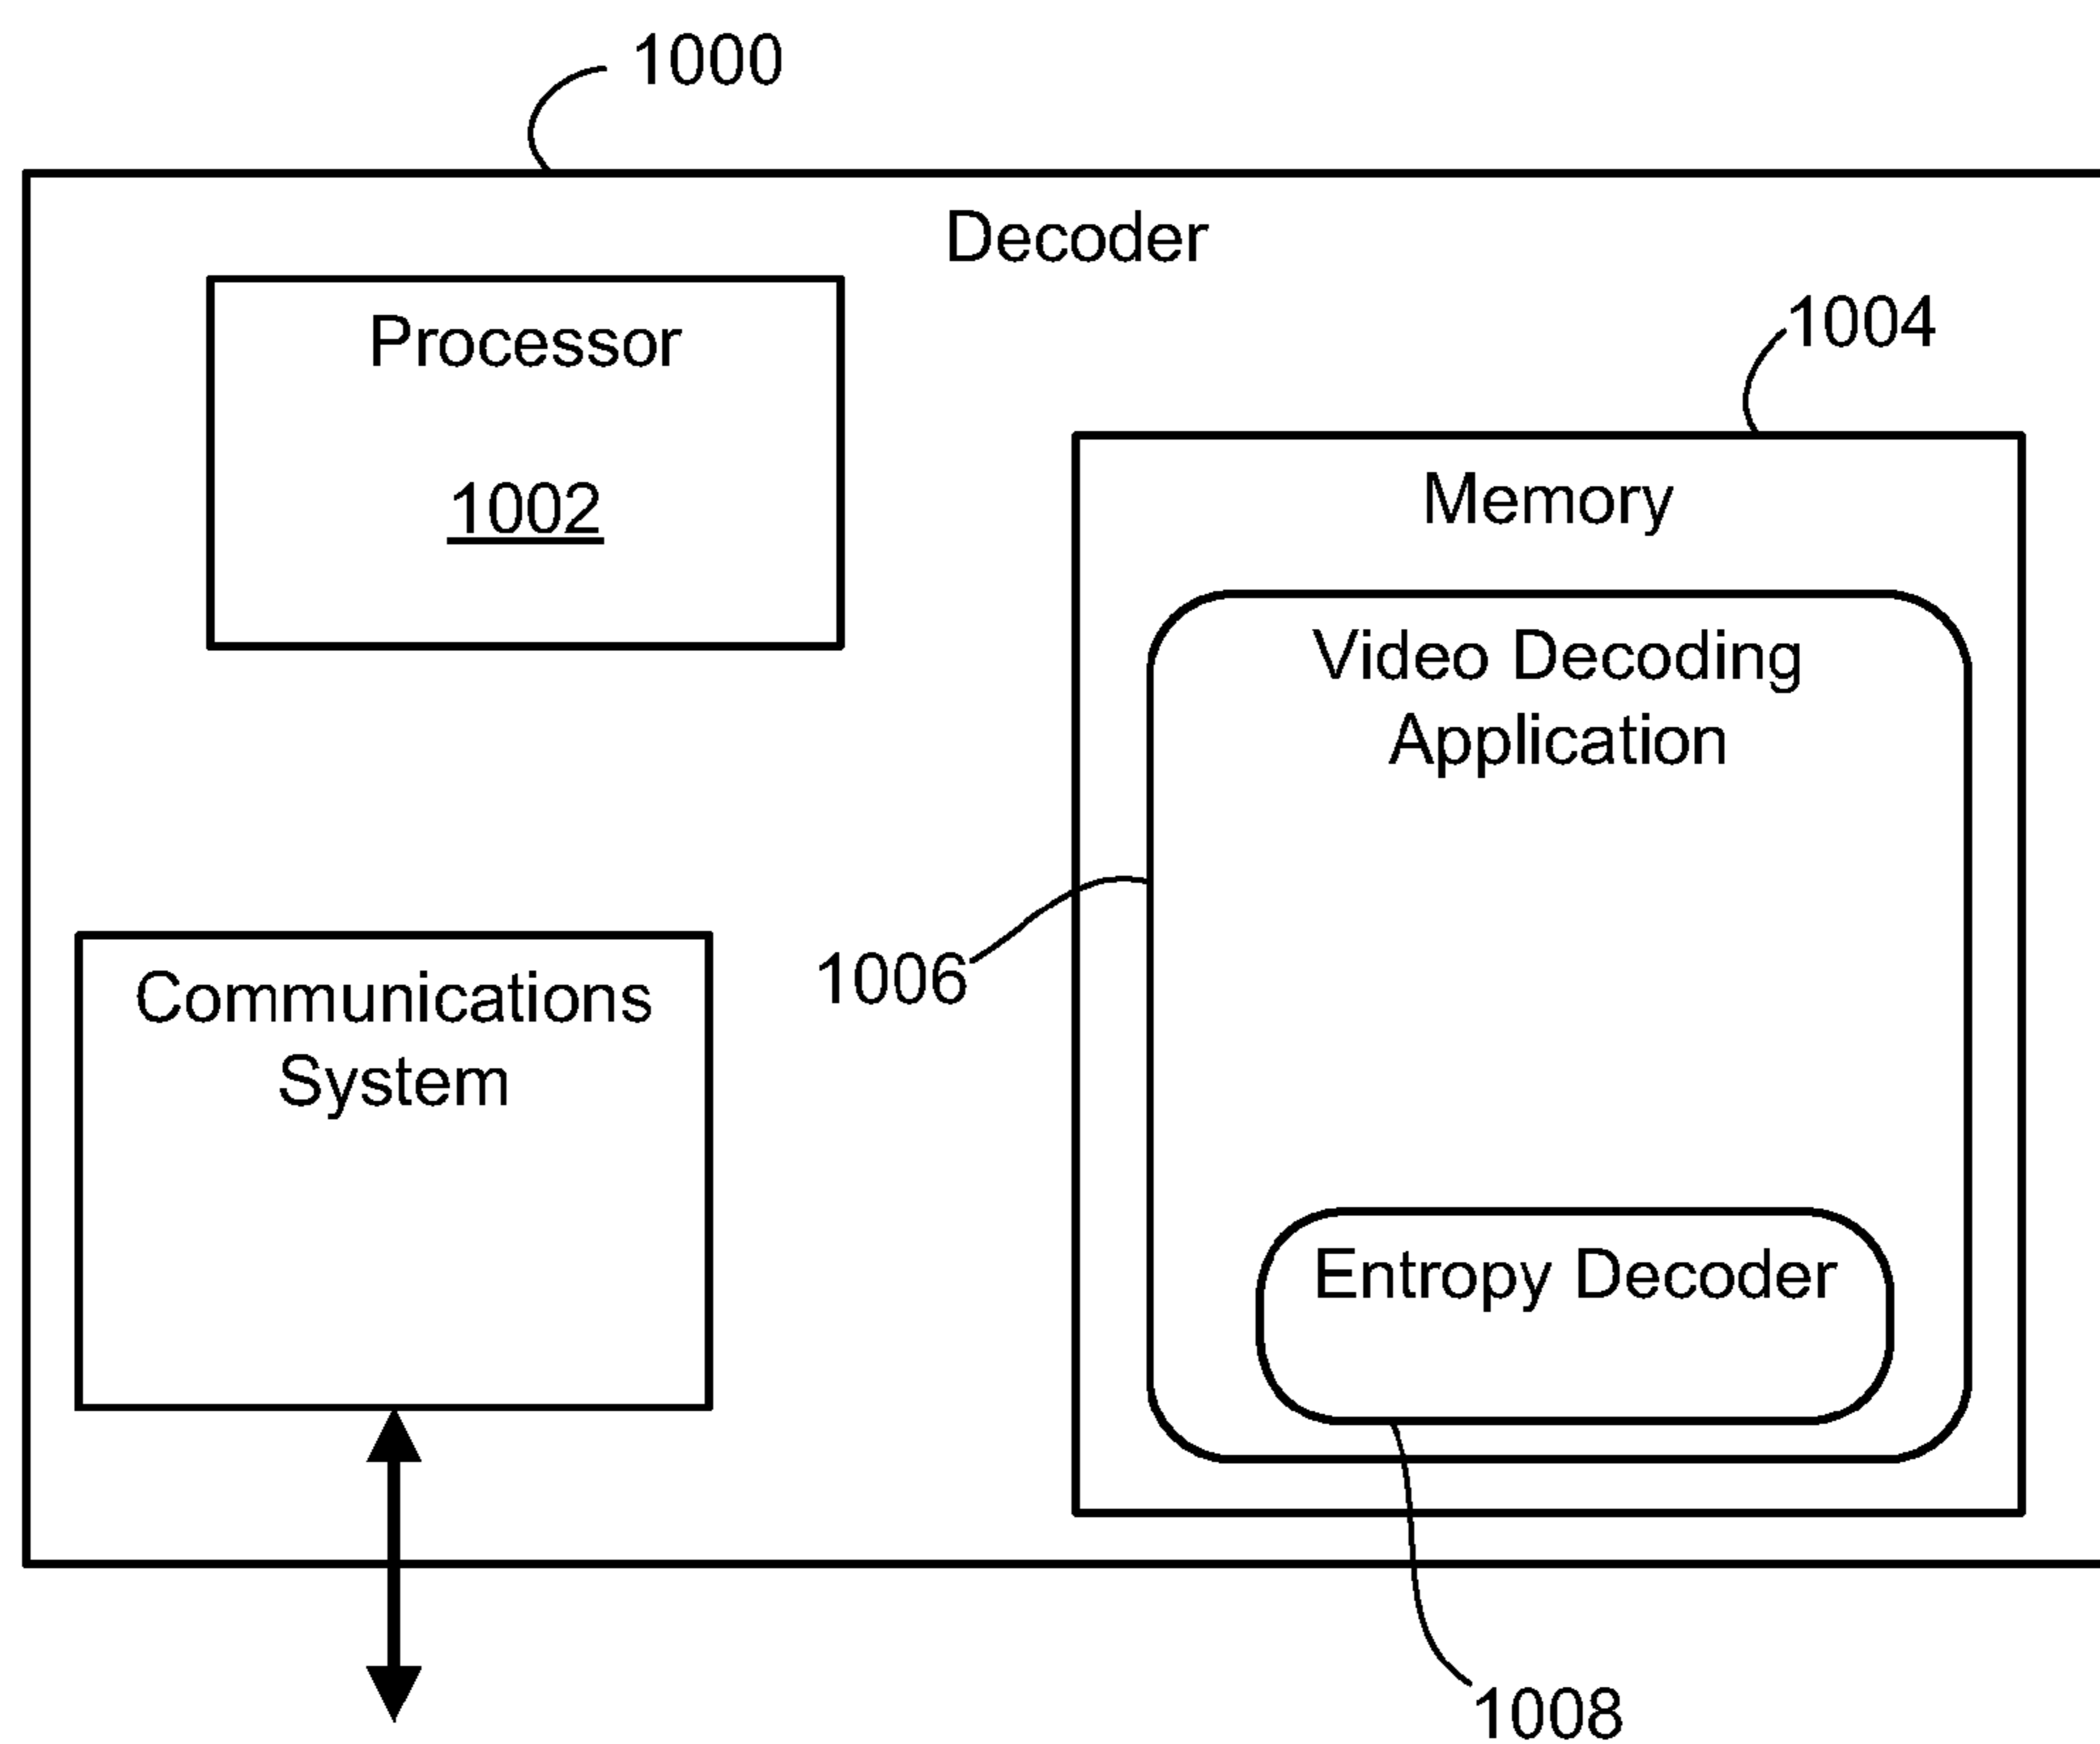 1000
Decoder
Processor
1002
1004
Memory
Video Decoding
Application
1006
Communications
System
Entropy Decoder
1008